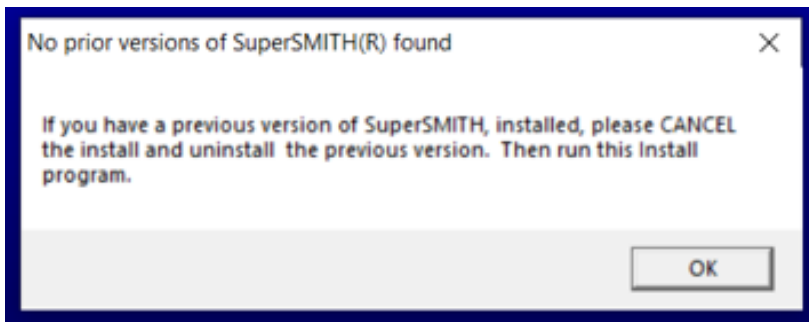 No prior versions of SuperSMITH(R) found
If you have a previous version of SuperSMITH, installed, please CANCEL
the install and uninstall  the previous version.  Then run this Install
program.
OK